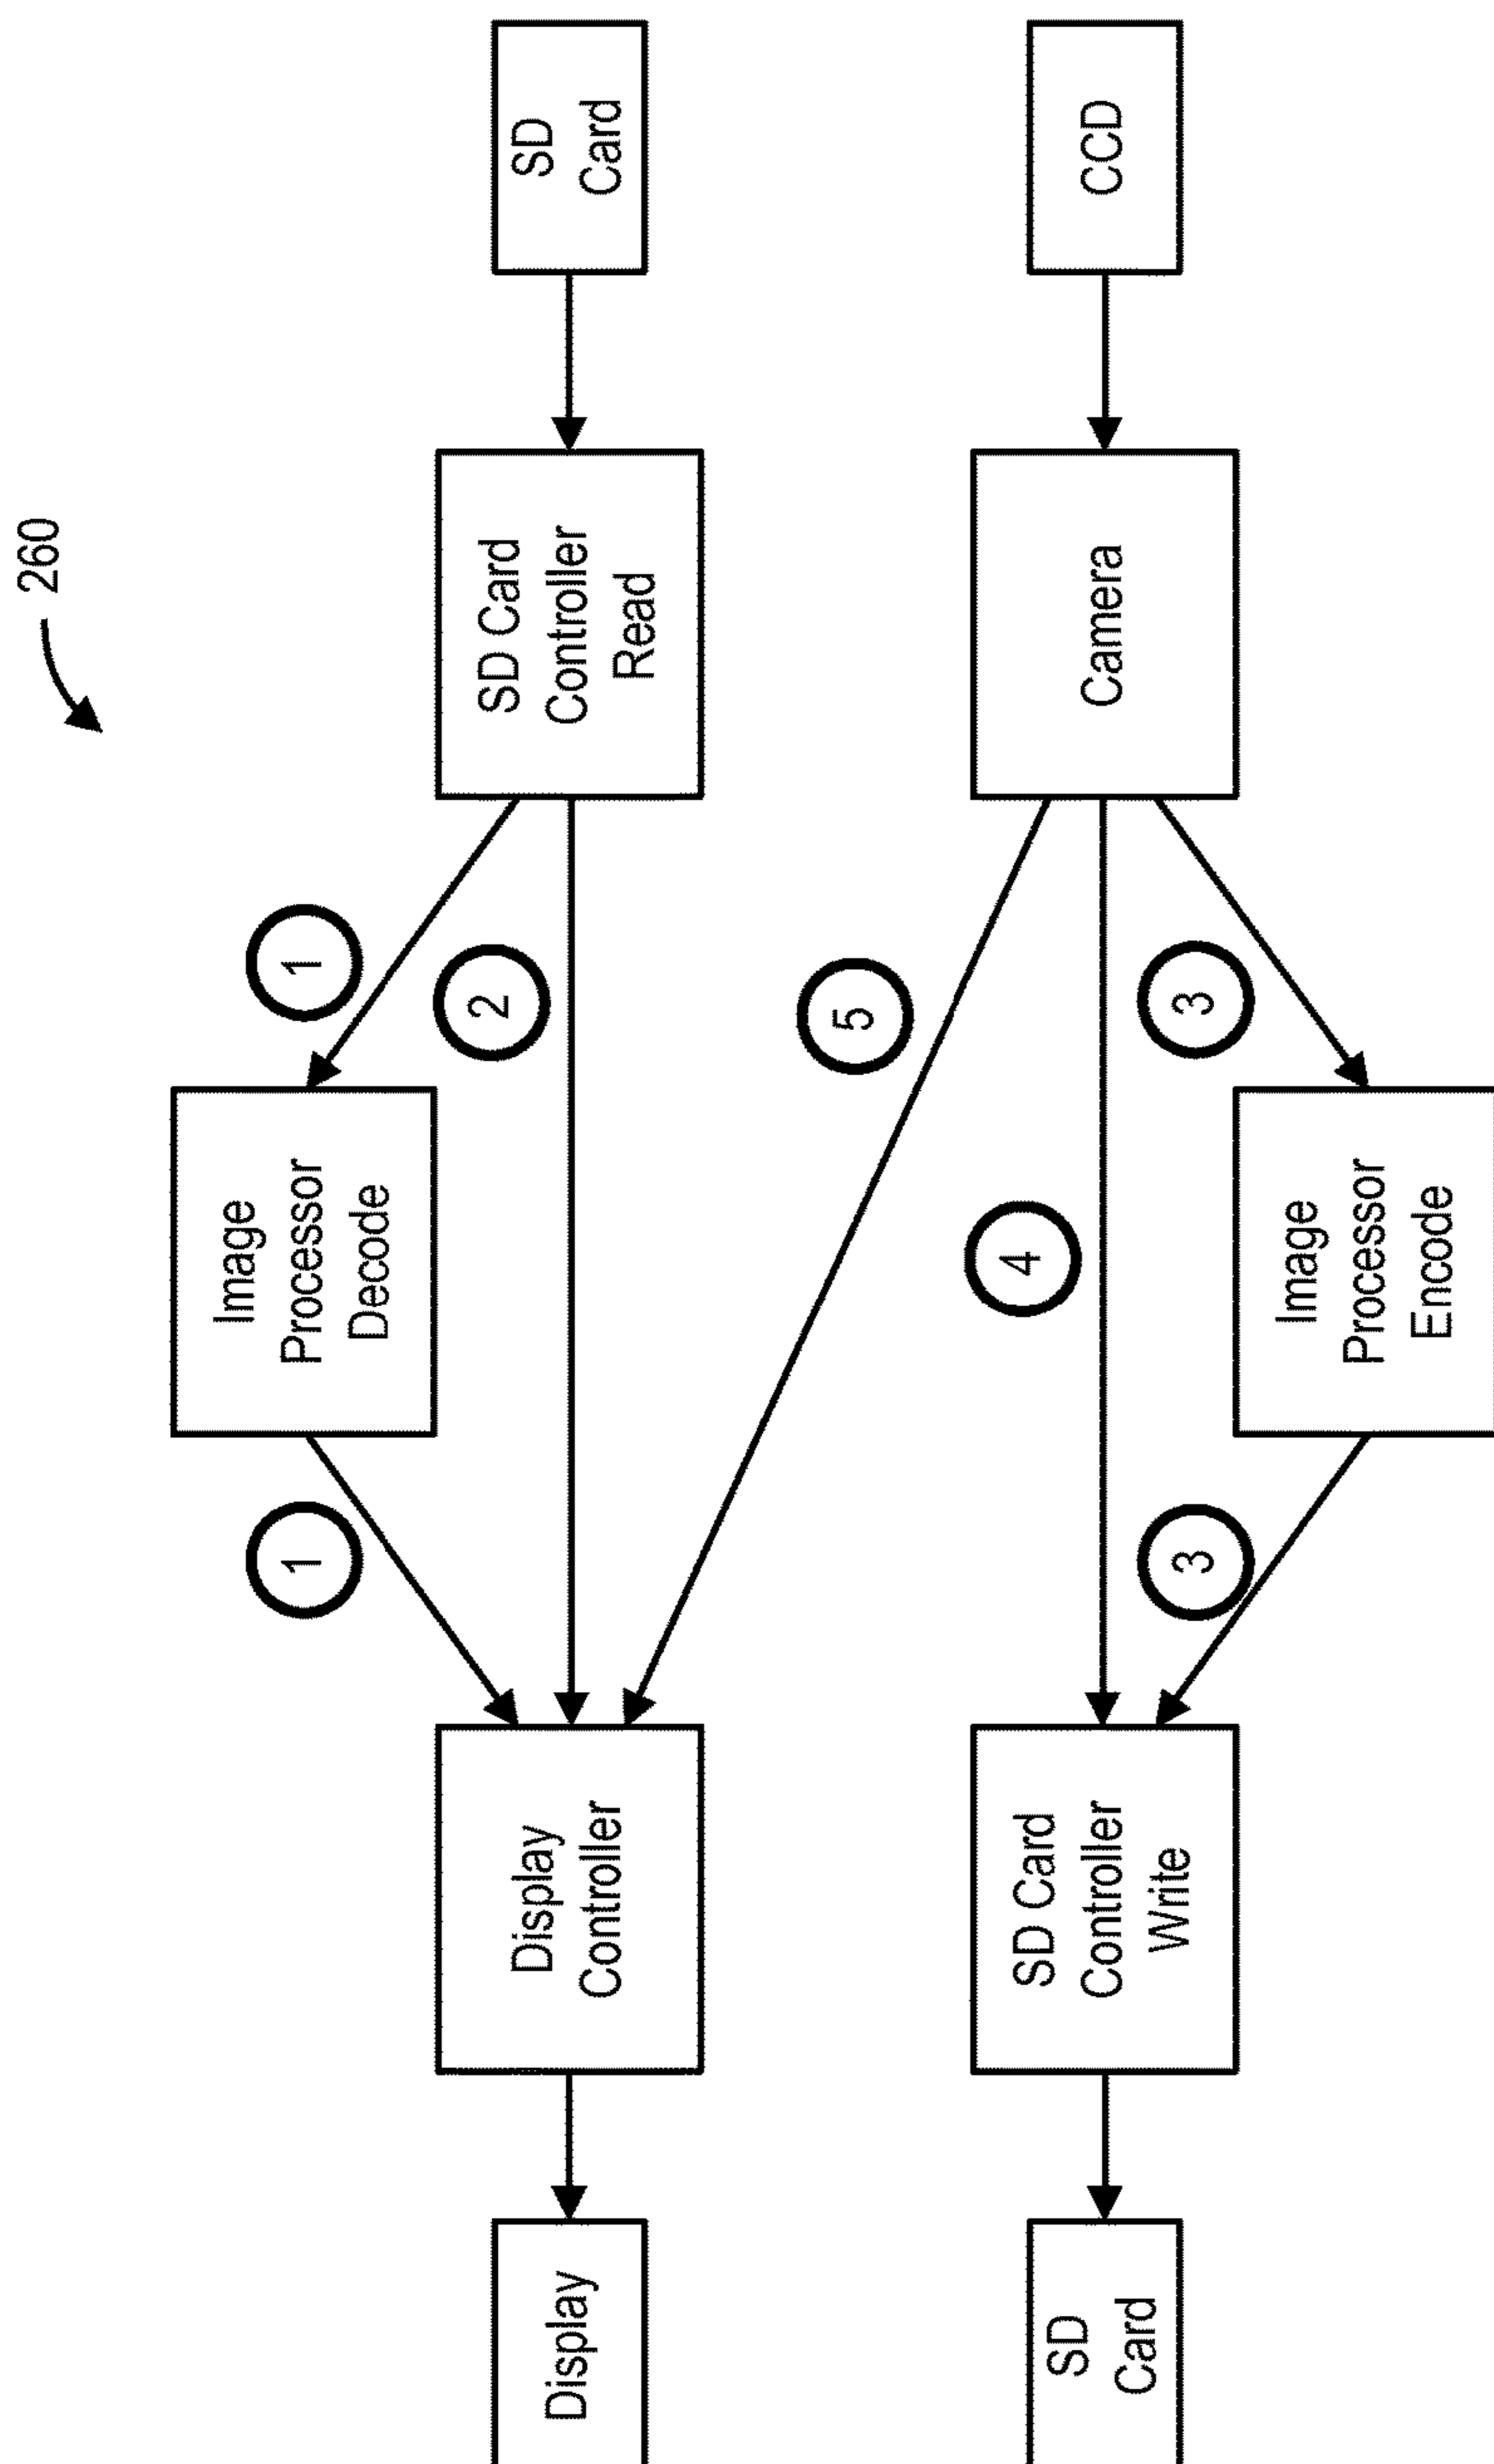 260
Image
Processor
Decode
1
1
2
Display
Display
Controller
SD Card
Controller
Read
SD
Card
5
4
SD
Card
SD Card
Controller
Write
Camera
CCD
3
3
Image
Processor
Encode